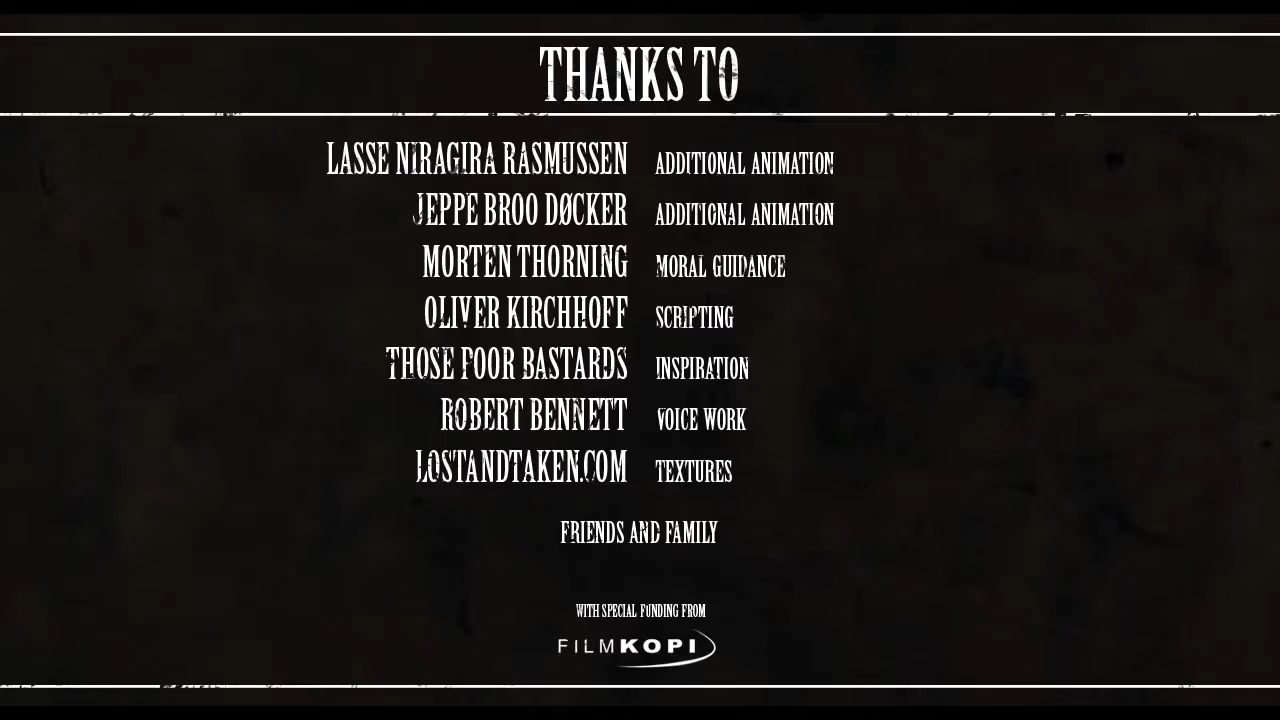 THANKS TO
LASSE NIRAGIRA RASMUSSEN ADDITIONAL ANIMATION
JEPPE BROO DØCKER ADDITIONAL ANIMATION
MORTEN THORNING MORAL GUIDANCE
OLIVER KIRCHHOFF SCRIPTING
THOSE POOR BASTARDS INSPIRATION
ROBERT BENNETT VOICE WORK
LOSTANDTAKEN.COM TEXTURES
FRIENDS AND FAMILY
WITH SPECIAL FUNDING FROM
FILMKOPI